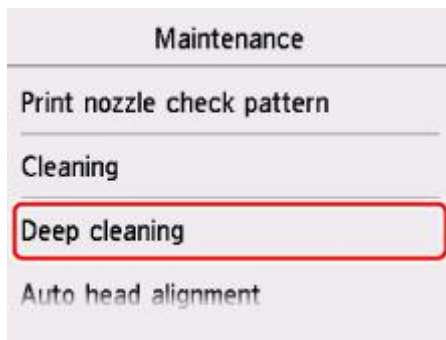 Maintenance
Print nozzle check pattern
Cleaning
Deep cleaning
Auto head alignment